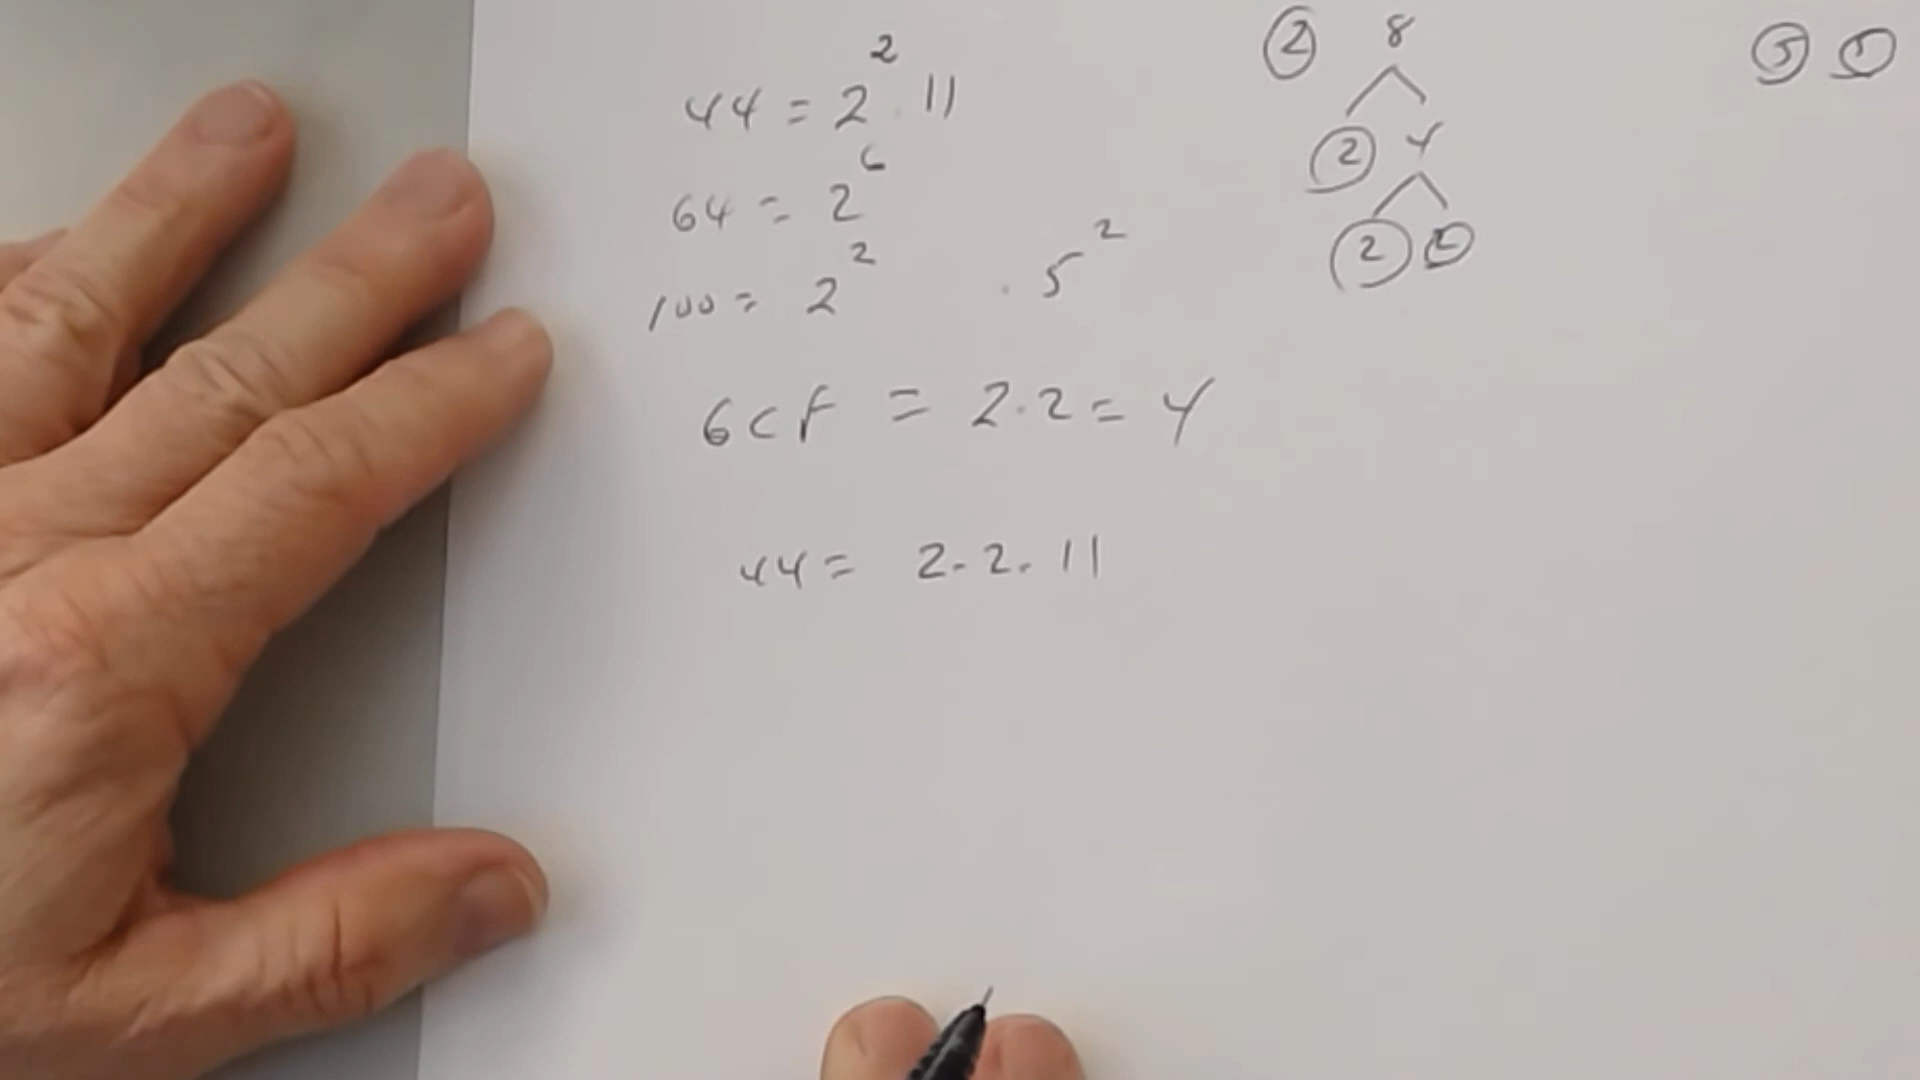 44 = 2² · 11
64 = 2⁶
100 = 2² · 5²
GCF = 2·2 = 4
44 = 2·2·11
2 8
2 4
2 2
5